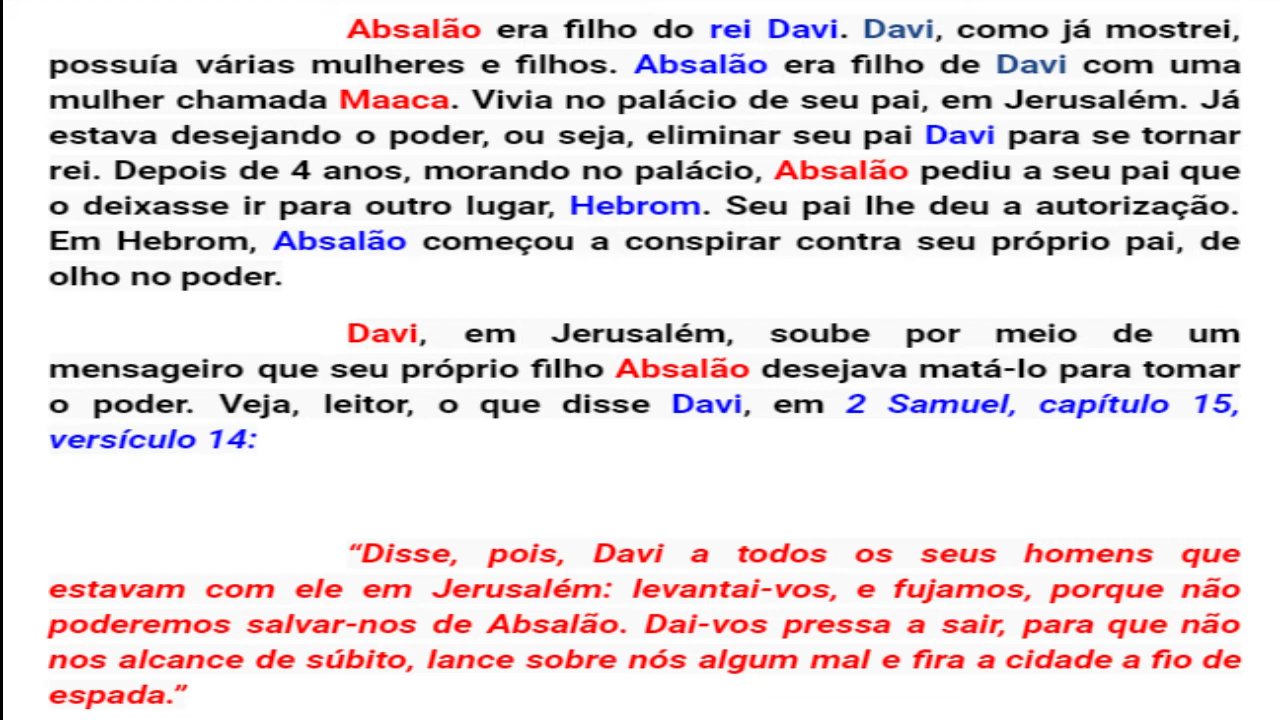 Absalão era filho do rei Davi. Davi, como já mostrei,
possuía várias mulheres e filhos. Absalão era filho de Davi com uma
mulher chamada Maaca. Vivia no palácio de seu pai, em Jerusalém. Já
estava desejando o poder, ou seja, eliminar seu pai Davi para se tornar
rei. Depois de 4 anos, morando no palácio, Absalão pediu a seu pai que
o deixasse ir para outro lugar, Hebrom. Seu pai lhe deu a autorização.
Em Hebrom, Absalão começou a conspirar contra seu próprio pai, de
olho no poder.
Davi, em Jerusalém, soube por meio de um
mensageiro que seu próprio filho Absalão desejava matá-lo para tomar
o poder. Veja, leitor, o que disse Davi, em 2 Samuel, capítulo 15,
versículo 14:
“Disse, pois, Davi a todos os seus homens que
estavam com ele em Jerusalém: levantai-vos, e fujamos, porque não
poderemos salvar-nos de Absalão. Dai-vos pressa a sair, para que não
nos alcance de súbito, lance sobre nós algum mal e fira a cidade a fio de
espada.”